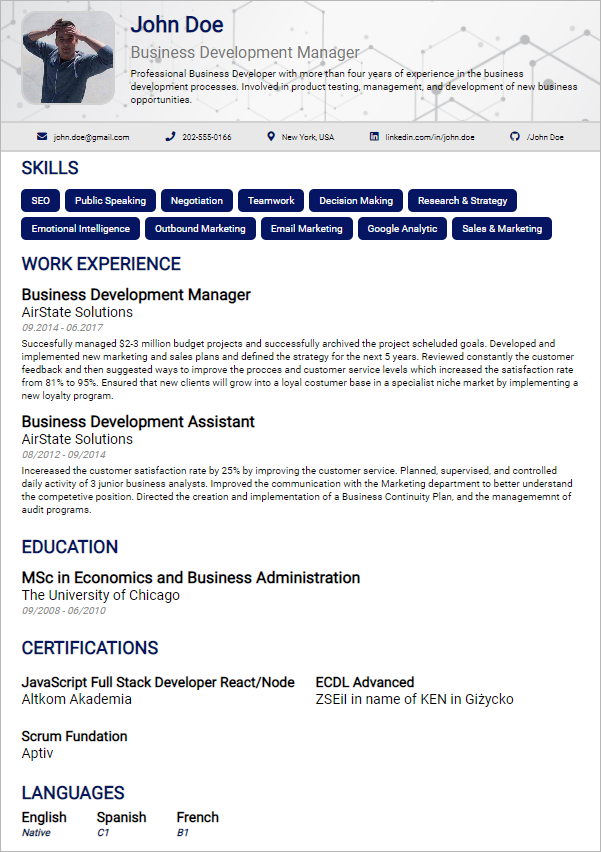 John Doe
Business Development Manager
Professional Business Developer with more than four years of experience in the business
development processes. Involved in product testing, management, and development of new business
opportunities.
john.doe@gmail.com 202-555-0166 New York, USA linkedin.com/in/john.doe /John Doe
SKILLS
SEO Public Speaking Negotiation Teamwork Decision Making Research & Strategy
Emotional Intelligence Outbound Marketing Email Marketing Google Analytic Sales & Marketing
WORK EXPERIENCE
Business Development Manager
AirState Solutions
09.2014 - 06.2017
Succesfully managed $2-3 million budget projects and successfully archived the project scheluded goals. Developed and
implemented new marketing and sales plans and defined the strategy for the next 5 years. Reviewed constantly the customer
feedback and then suggested ways to improve the procces and customer service levels which increased the satisfaction rate
from 81% to 95%. Ensured that new clients will grow into a loyal costumer base in a specialist niche market by implementing a
new loyalty program.
Business Development Assistant
AirState Solutions
08/2012 - 09/2014
Incereased the customer satisfaction rate by 25% by improving the customer service. Planned, supervised, and controlled
daily activity of 3 junior business analysts. Improved the communication with the Marketing department to better understand
the competetive position. Directed the creation and implementation of a Business Continuity Plan, and the managememnt of
audit programs.
EDUCATION
MSc in Economics and Business Administration
The University of Chicago
09/2008 - 06/2010
CERTIFICATIONS
JavaScript Full Stack Developer React/Node
Altkom Akademia
ECDL Advanced
ZSEiI in name of KEN in Giżycko
Scrum Fundation
Aptiv
LANGUAGES
English Spanish French
Native C1 B1